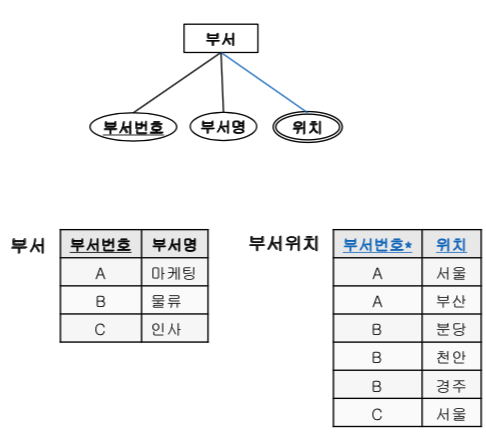 부서
부서번호 부서명 위치
부서 부서번호 부서명
A 마케팅
B 물류
C 인사
부서위치 부서번호* 위치
A 서울
A 부산
B 분당
B 천안
B 경주
C 서울